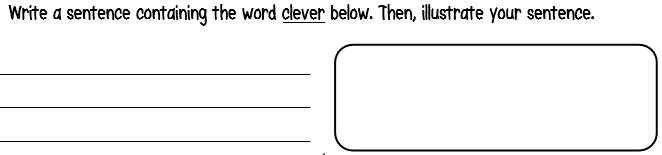 Write a sentence containing the word clever below. Then, illustrate your sentence.